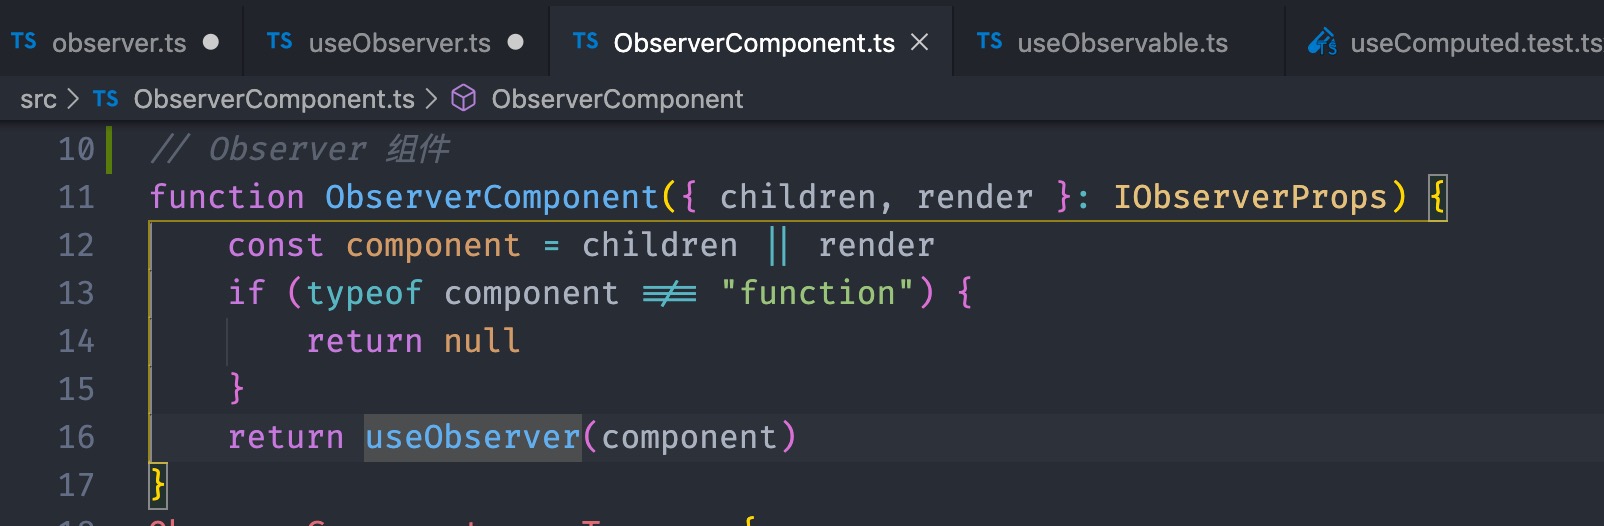 TS observer.ts ● TS useObserver.ts ● TS ObserverComponent.ts × TS useObservable.ts TS useComputed.test.ts
src > TS ObserverComponent.ts > ObserverComponent
10 // Observer 组件
11 function ObserverComponent({ children, render }: IObserverProps) {
12 const component = children || render
13 if (typeof component !== "function") {
14 return null
15 }
16 return useObserver(component)
17 }